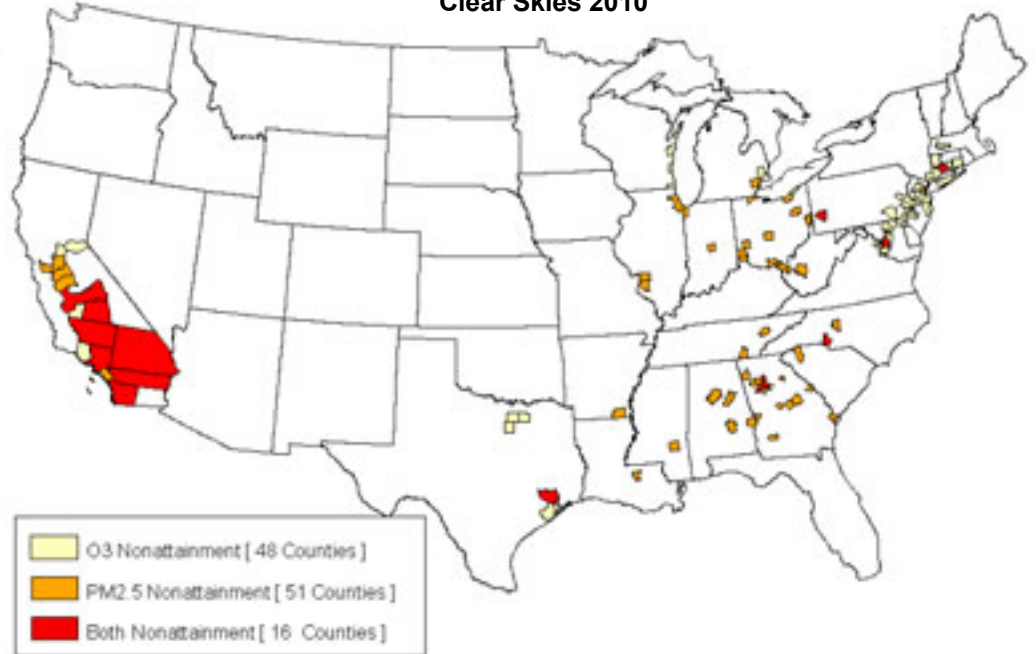 Clear Skies 2010
O3 Nonattainment [ 48 Counties ]
PM2.5 Nonattainment [ 51 Counties ]
Both Nonattainment [ 16 Counties ]